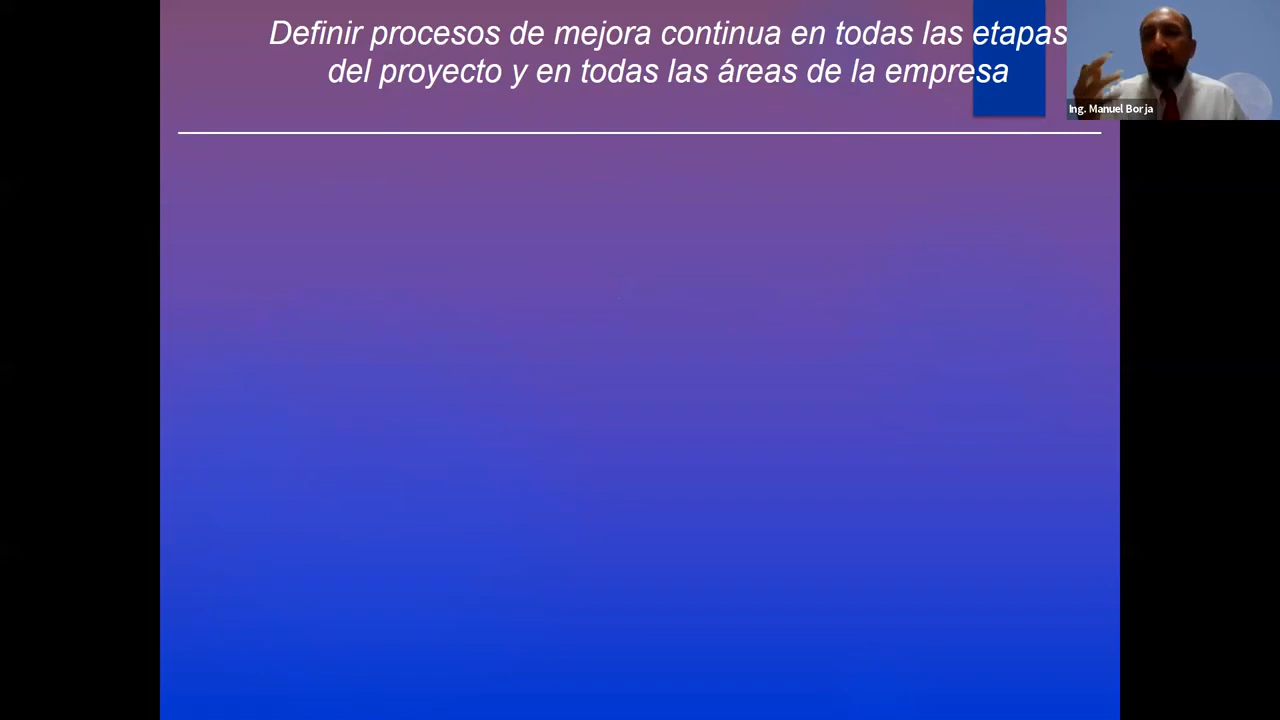 Definir procesos de mejora continua en todas las etapas
del proyecto y en todas las áreas de la empresa
Ing. Manuel Borja